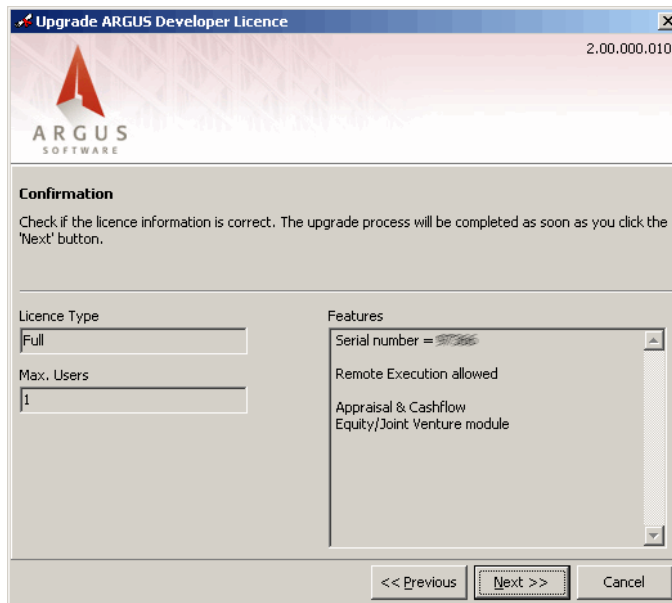 Upgrade ARGUS Developer Licence
2.00.000.010
ARGUS
SOFTWARE
Confirmation
Check if the licence information is correct. The upgrade process will be completed as soon as you click the
'Next' button.
Licence Type
Features
Full
Serial number =
Max. Users
Remote Execution allowed
1
Appraisal & Cashflow
Equity/Joint Venture module
<< Previous
Next >>
Cancel